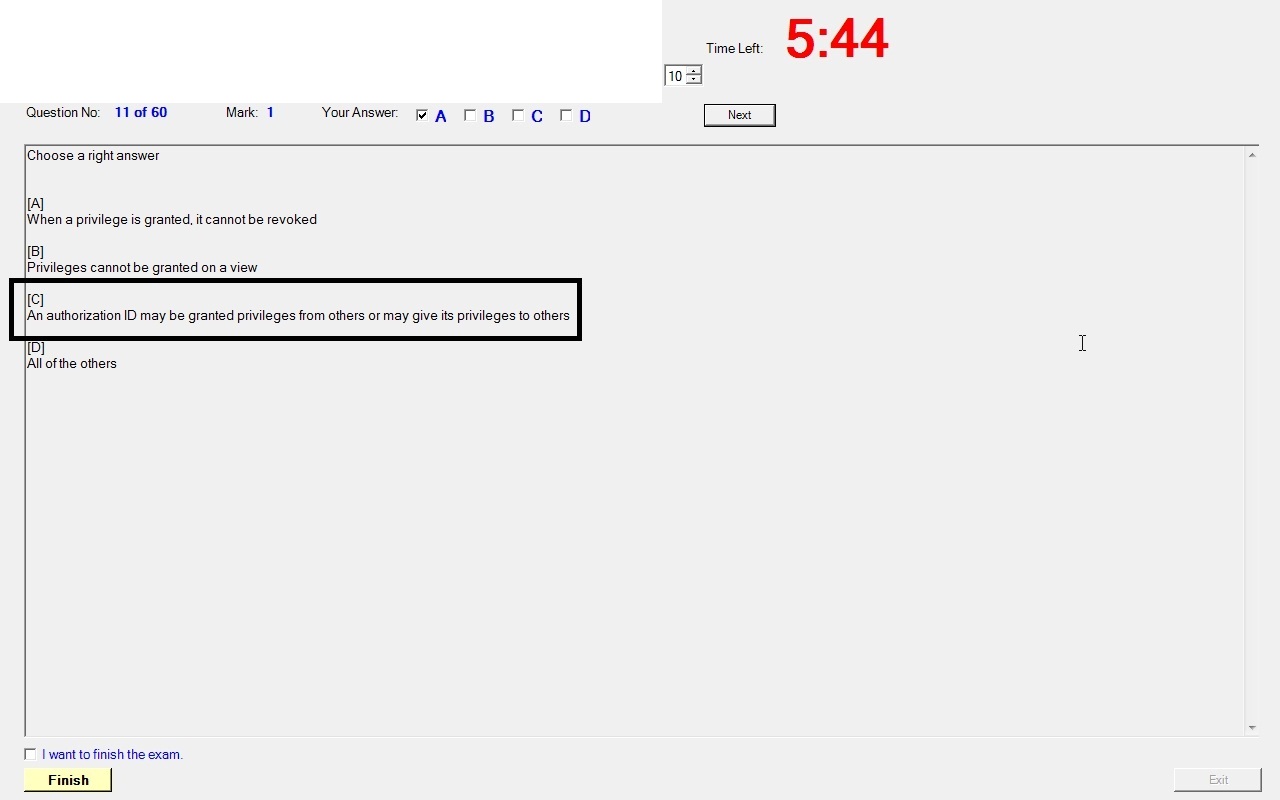 Time Left: 5:44
10
Question No: 11 of 60 Mark: 1 Your Answer: A B C D Next
Choose a right answer
[A]
When a privilege is granted, it cannot be revoked
[B]
Privileges cannot be granted on a view
[C]
An authorization ID may be granted privileges from others or may give its privileges to others
[D]
All of the others
I want to finish the exam.
Finish Exit